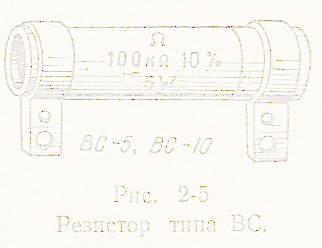 Ω
100 кΩ 10%
5W
ВС-5, ВС-10
Рис. 2-5
Резистор типа ВС.